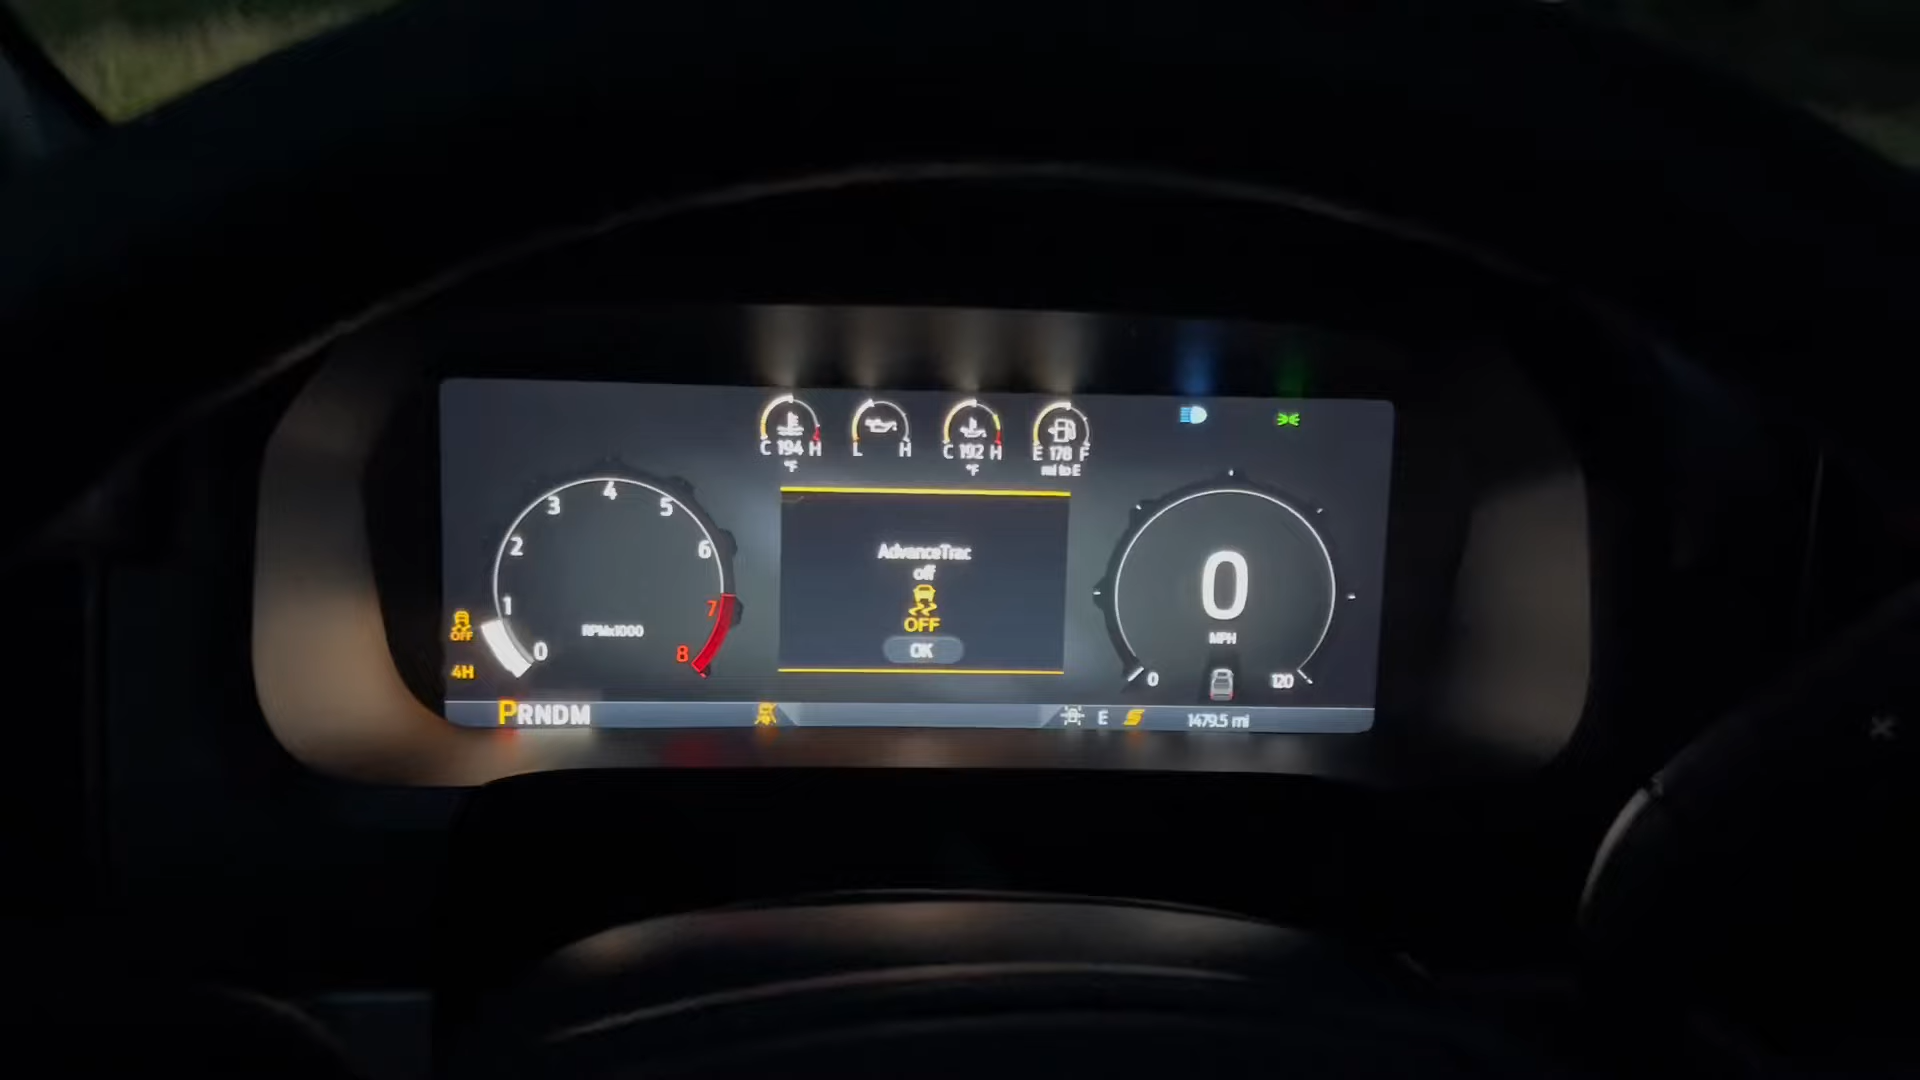 C 194 H
°F
L H
C 192 H
°F
E 178 F
mi to E
0
1
2
3
4
5
6
7
8
RPMx1000
OFF
4H
AdvanceTrac
off
OFF
OK
0
MPH
0
120
PRNDM
E
1479.5 mi